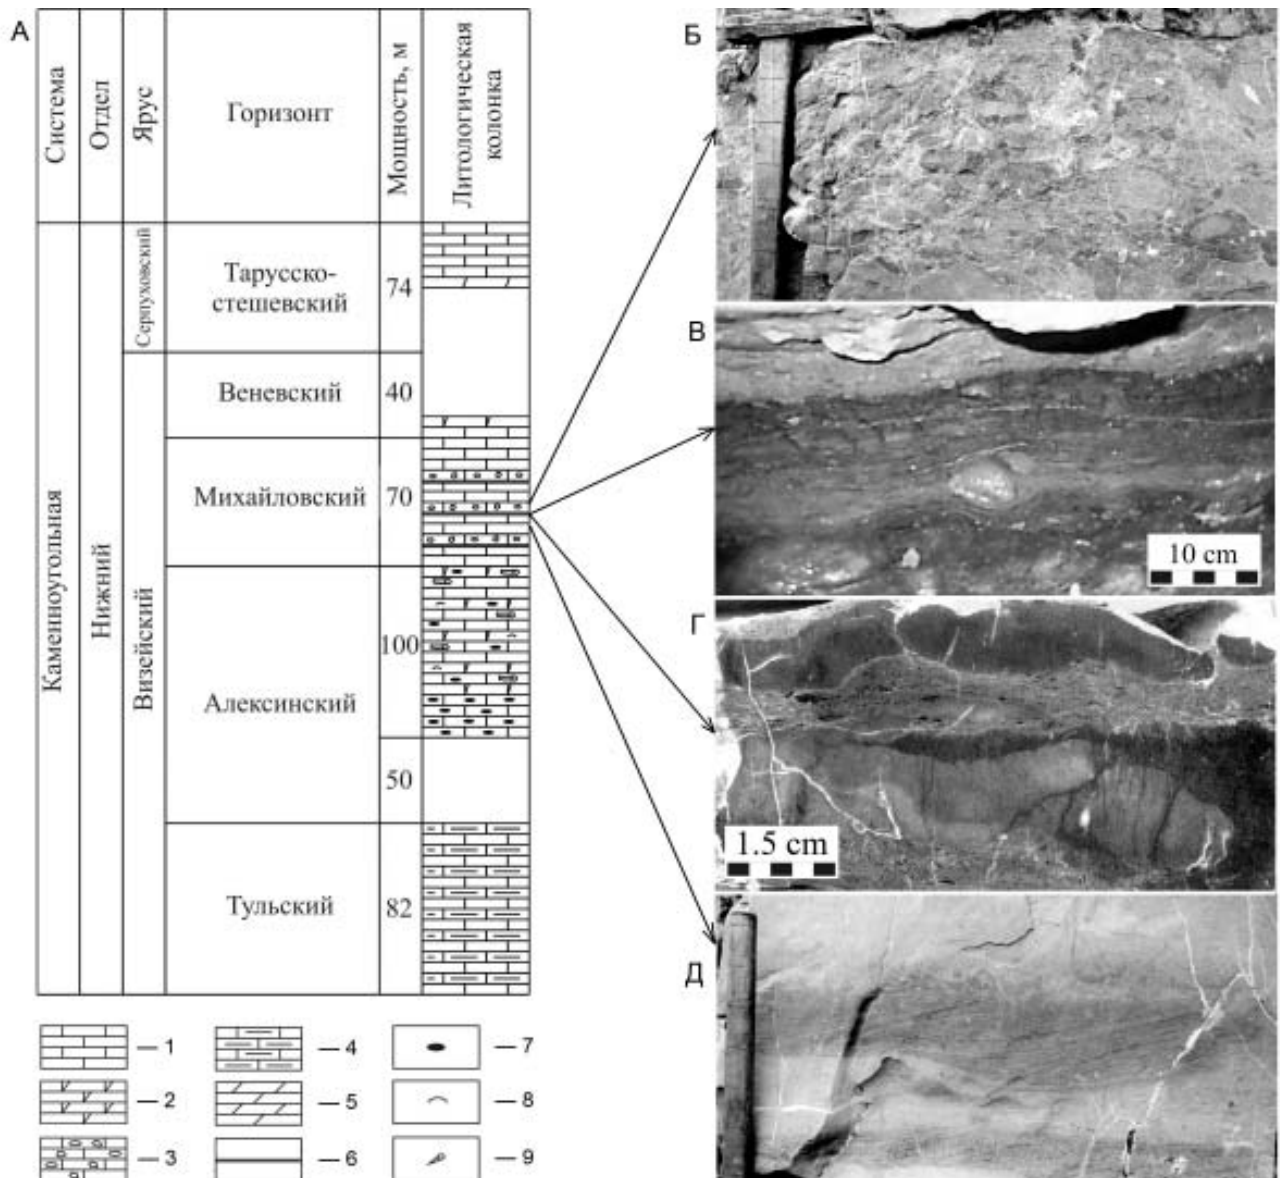 А
Система
Отдел
Ярус
Горизонт
Мощность, м
Литологическая
колонка
Каменноугольная
Нижний
Серпуховский
Визейский
Тарусско-
стешевский
74
Веневский
40
Михайловский
70
Алексинский
100
50
Тульский
82
— 1
— 2
— 3
— 4
— 5
— 6
— 7
— 8
— 9
Б
В
10 cm
Г
1.5 cm
Д